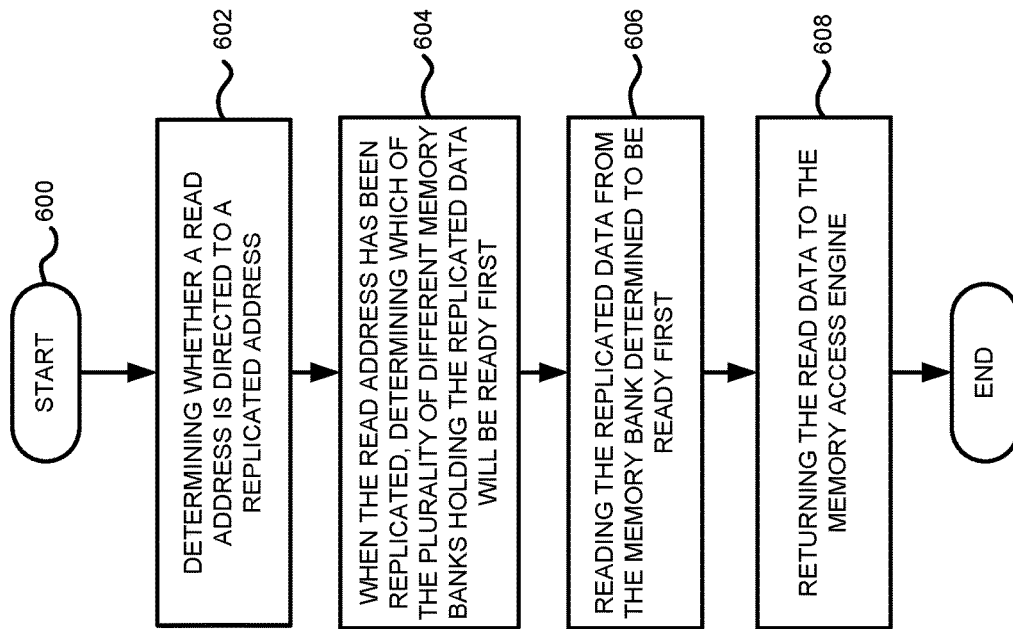 START
600
DETERMINING WHETHER A READ
ADDRESS IS DIRECTED TO A
REPLICATED ADDRESS
602
WHEN THE READ ADDRESS HAS BEEN
REPLICATED, DETERMINING WHICH OF
THE PLURALITY OF DIFFERENT MEMORY
BANKS HOLDING THE REPLICATED DATA
WILL BE READY FIRST
604
READING THE REPLICATED DATA FROM
THE MEMORY BANK DETERMINED TO BE
READY FIRST
606
RETURNING THE READ DATA TO THE
MEMORY ACCESS ENGINE
608
END